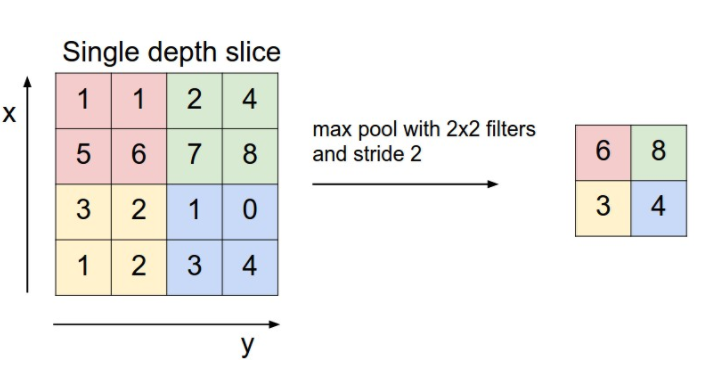 Single depth slice
x
1 1 2 4
5 6 7 8
3 2 1 0
1 2 3 4
y
max pool with 2x2 filters
and stride 2
6 8
3 4